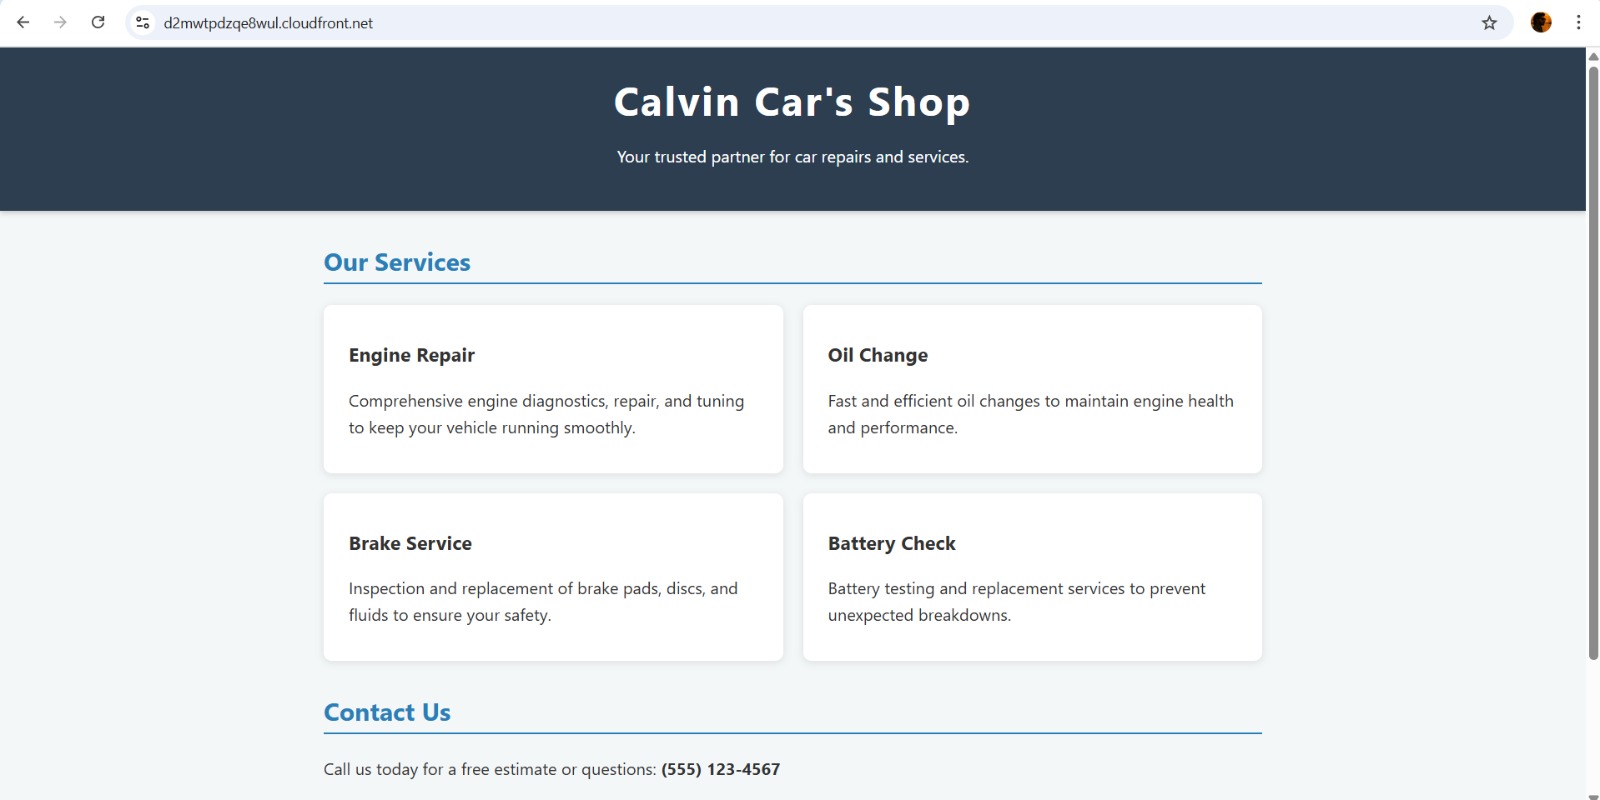 d2mwtpdzqe8wul.cloudfront.net
Calvin Car's Shop
Your trusted partner for car repairs and services.
Our Services
Engine Repair
Comprehensive engine diagnostics, repair, and tuning
to keep your vehicle running smoothly.
Oil Change
Fast and efficient oil changes to maintain engine health
and performance.
Brake Service
Inspection and replacement of brake pads, discs, and
fluids to ensure your safety.
Battery Check
Battery testing and replacement services to prevent
unexpected breakdowns.
Contact Us
Call us today for a free estimate or questions: (555) 123-4567